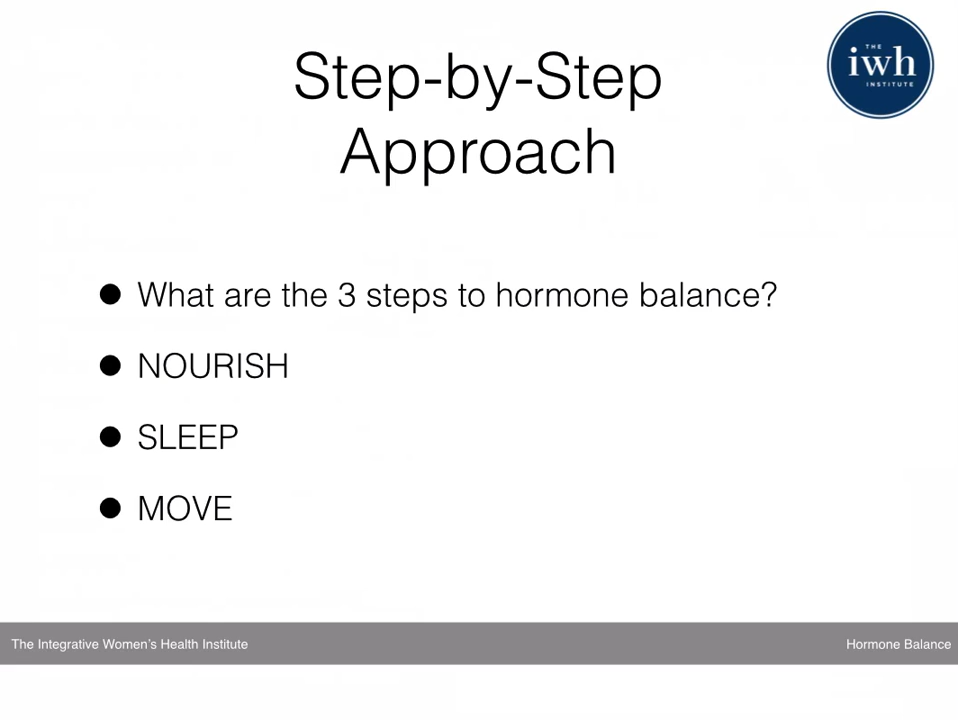 Step-by-Step
Approach
THE
iwh
INSTITUTE
● What are the 3 steps to hormone balance?
● NOURISH
● SLEEP
● MOVE
The Integrative Women's Health Institute
Hormone Balance